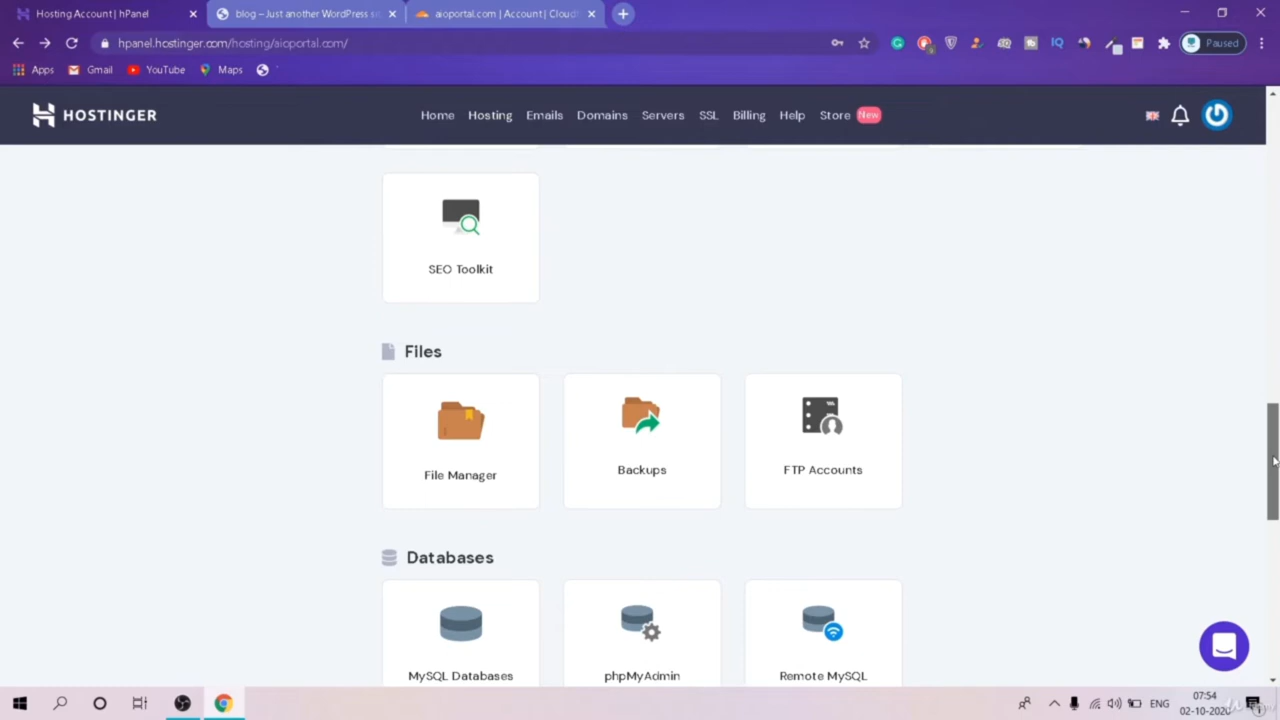 Hosting Account | hPanel
blog – Just another WordPress
aioportal.com | Account | Cloudf
hpanel.hostinger.com/hosting/aioportal.com/
Paused
Apps
Gmail
YouTube
Maps
HOSTINGER
Home
Hosting
Emails
Domains
Servers
SSL
Billing
Help
Store
New
SEO Toolkit
Files
File Manager
Backups
FTP Accounts
Databases
MySQL Databases
phpMyAdmin
Remote MySQL
ENG
07:54
02-10-2020